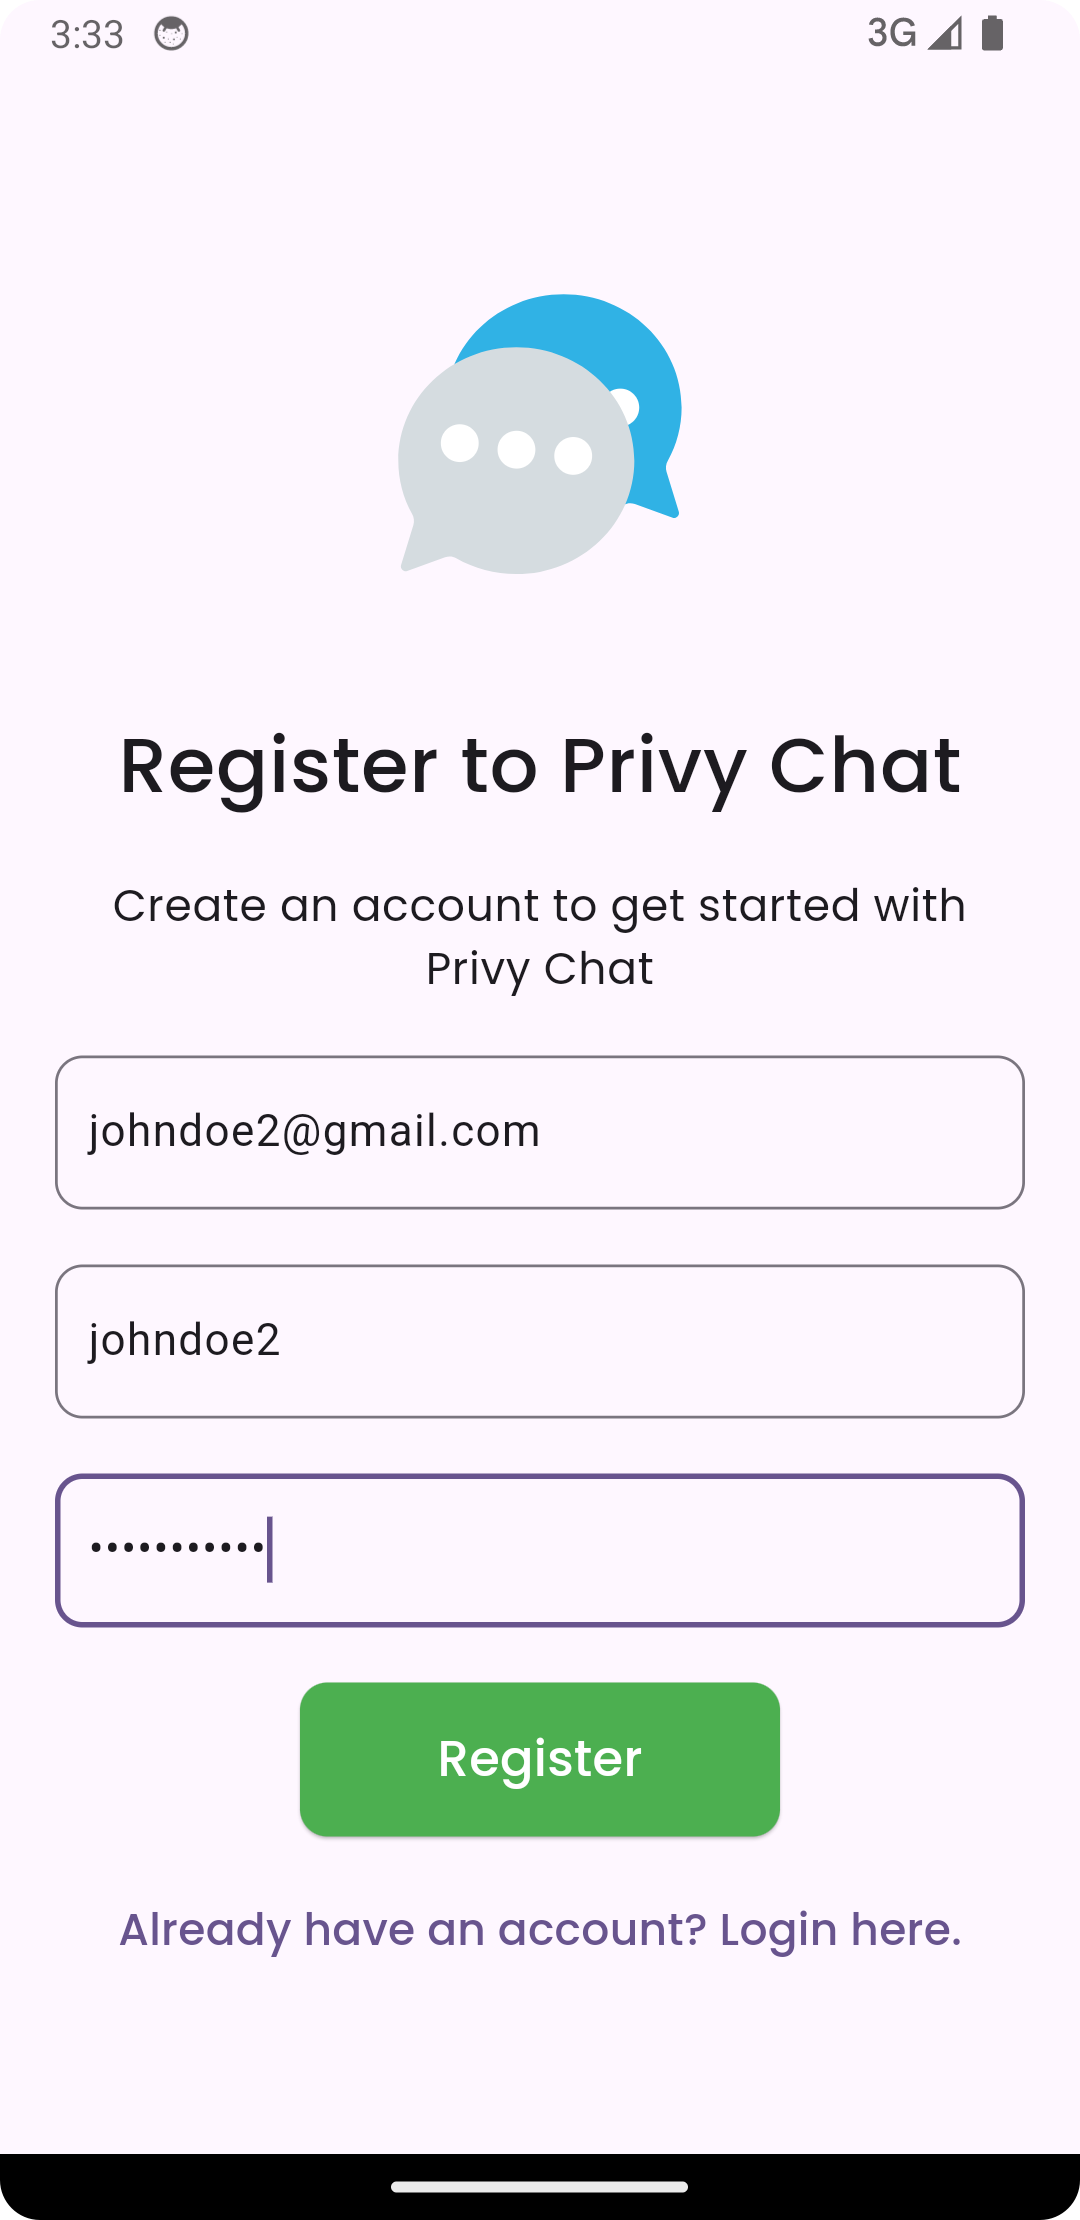 3:33
3G
Register to Privy Chat
Create an account to get started with
Privy Chat
johndoe2@gmail.com
johndoe2
•••••••••••
Register
Already have an account? Login here.